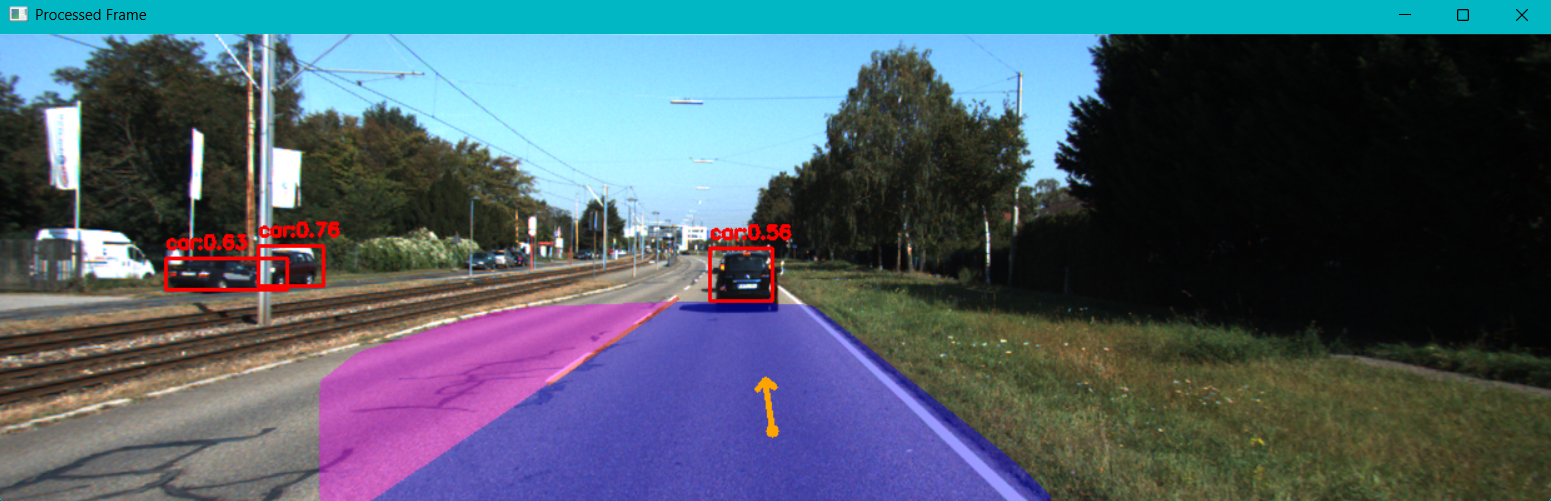 Processed Frame
car:0.63
car:0.76
car:0.56